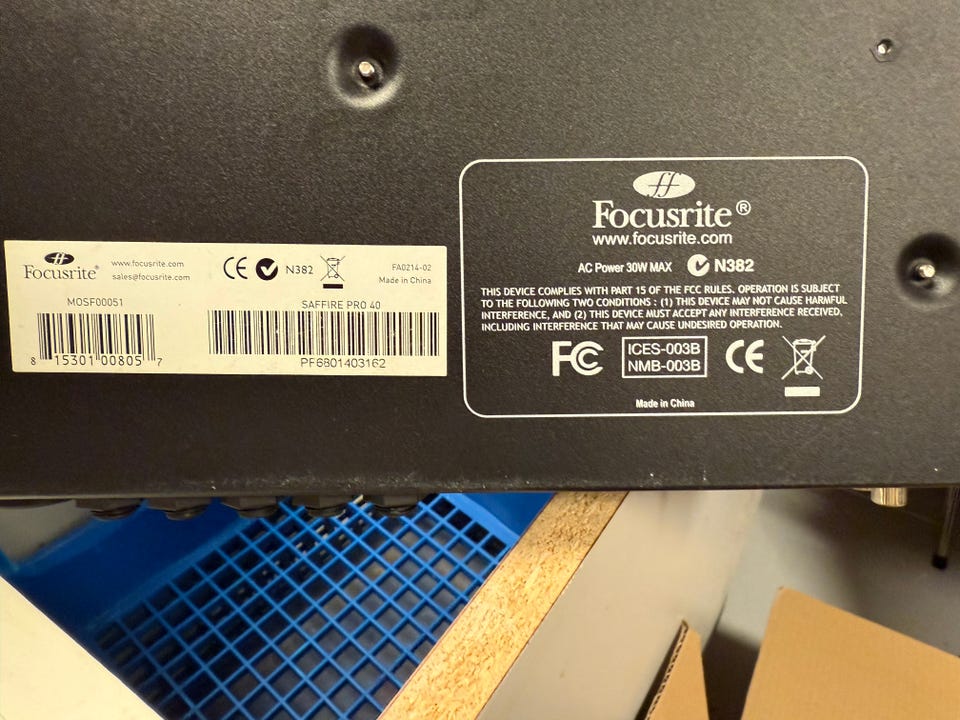 Focusrite®
www.focusrite.com
sales@focusrite.com
CE N382
FA0214-02
Made in China
MOSF00051
8 15301 00805 7
SAFFIRE PRO 40
PF6801403162
ff
Focusrite®
www.focusrite.com
AC Power 30W MAX N382
THIS DEVICE COMPLIES WITH PART 15 OF THE FCC RULES. OPERATION IS SUBJECT
TO THE FOLLOWING TWO CONDITIONS : (1) THIS DEVICE MAY NOT CAUSE HARMFUL
INTERFERENCE, AND (2) THIS DEVICE MUST ACCEPT ANY INTERFERENCE RECEIVED,
INCLUDING INTERFERENCE THAT MAY CAUSE UNDESIRED OPERATION.
FCC
ICES-003B
NMB-003B
CE
Made in China